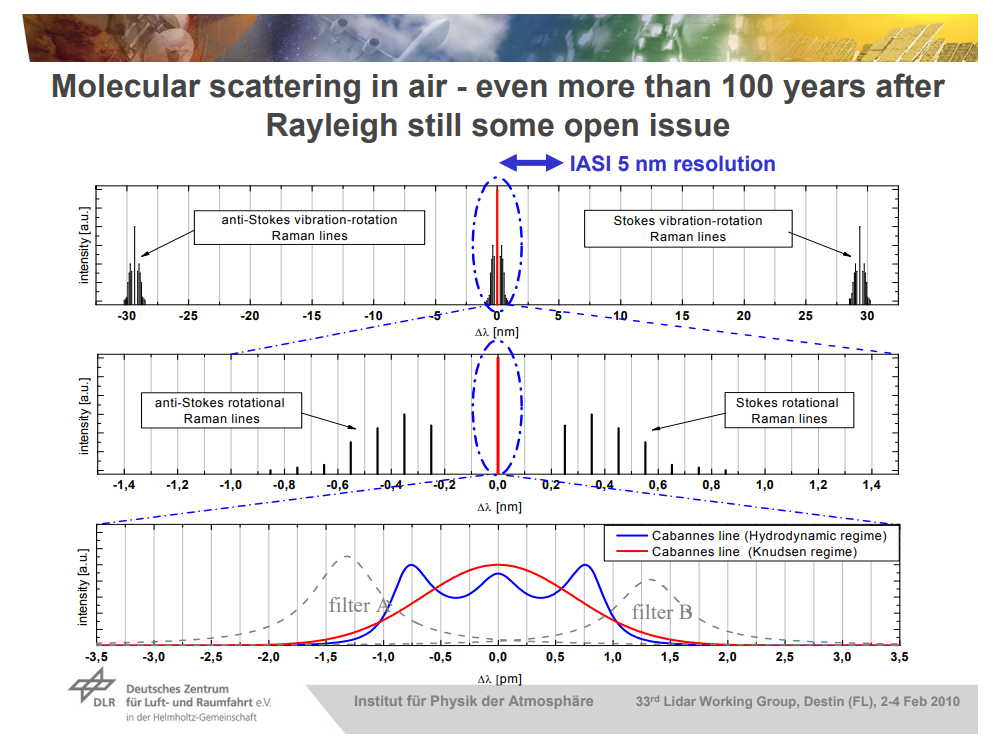 Molecular scattering in air - even more than 100 years after
Rayleigh still some open issue
IASI 5 nm resolution
intensity [a.u.]
anti-Stokes vibration-rotation
Raman lines
Stokes vibration-rotation
Raman lines
-30 -25 -20 -15 -10 -5 0 5 10 15 20 25 30
Δλ [nm]
intensity [a.u.]
anti-Stokes rotational
Raman lines
Stokes rotational
Raman lines
-1,4 -1,2 -1,0 -0,8 -0,6 -0,4 -0,2 0,0 0,2 0,4 0,6 0,8 1,0 1,2 1,4
Δλ [nm]
intensity [a.u.]
Cabannes line (Hydrodynamic regime)
Cabannes line (Knudsen regime)
filter A
filter B
-3,5 -3,0 -2,5 -2,0 -1,5 -1,0 -0,5 0,0 0,5 1,0 1,5 2,0 2,5 3,0 3,5
Δλ [pm]
DLR
Deutsches Zentrum
für Luft- und Raumfahrt e.V.
in der Helmholtz-Gemeinschaft
Institut für Physik der Atmosphäre
33rd Lidar Working Group, Destin (FL), 2-4 Feb 2010